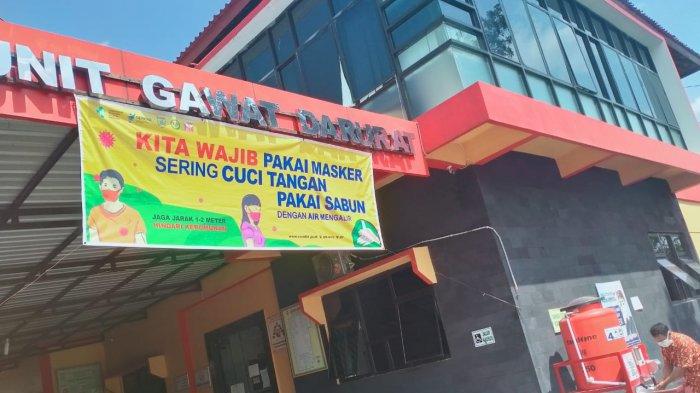 UNIT GAWAT DARURAT
KITA WAJIB PAKAI MASKER
SERING CUCI TANGAN
PAKAI SABUN
DENGAN AIR MENGALIR
JAGA JARAK 1-2 METER
HINDARI KERUMUNAN